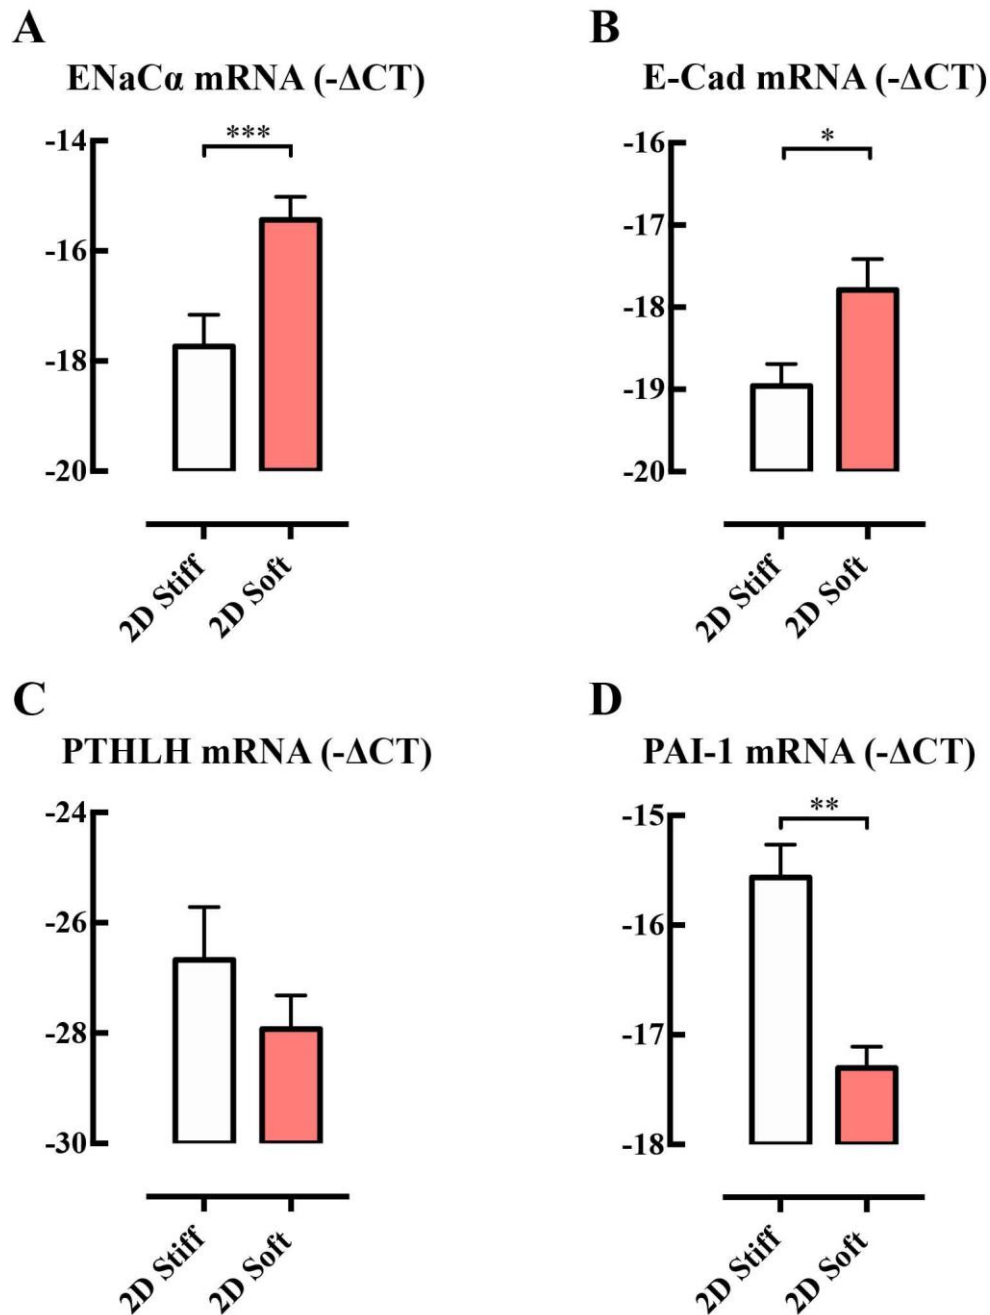 A
ENaCα mRNA (-ΔCT)
***
-14
-16
-18
-20
2D Stiff
2D Soft
B
E-Cad mRNA (-ΔCT)
*
-16
-17
-18
-19
-20
2D Stiff
2D Soft
C
PTHLH mRNA (-ΔCT)
-24
-26
-28
-30
2D Stiff
2D Soft
D
PAI-1 mRNA (-ΔCT)
**
-15
-16
-17
-18
2D Stiff
2D Soft